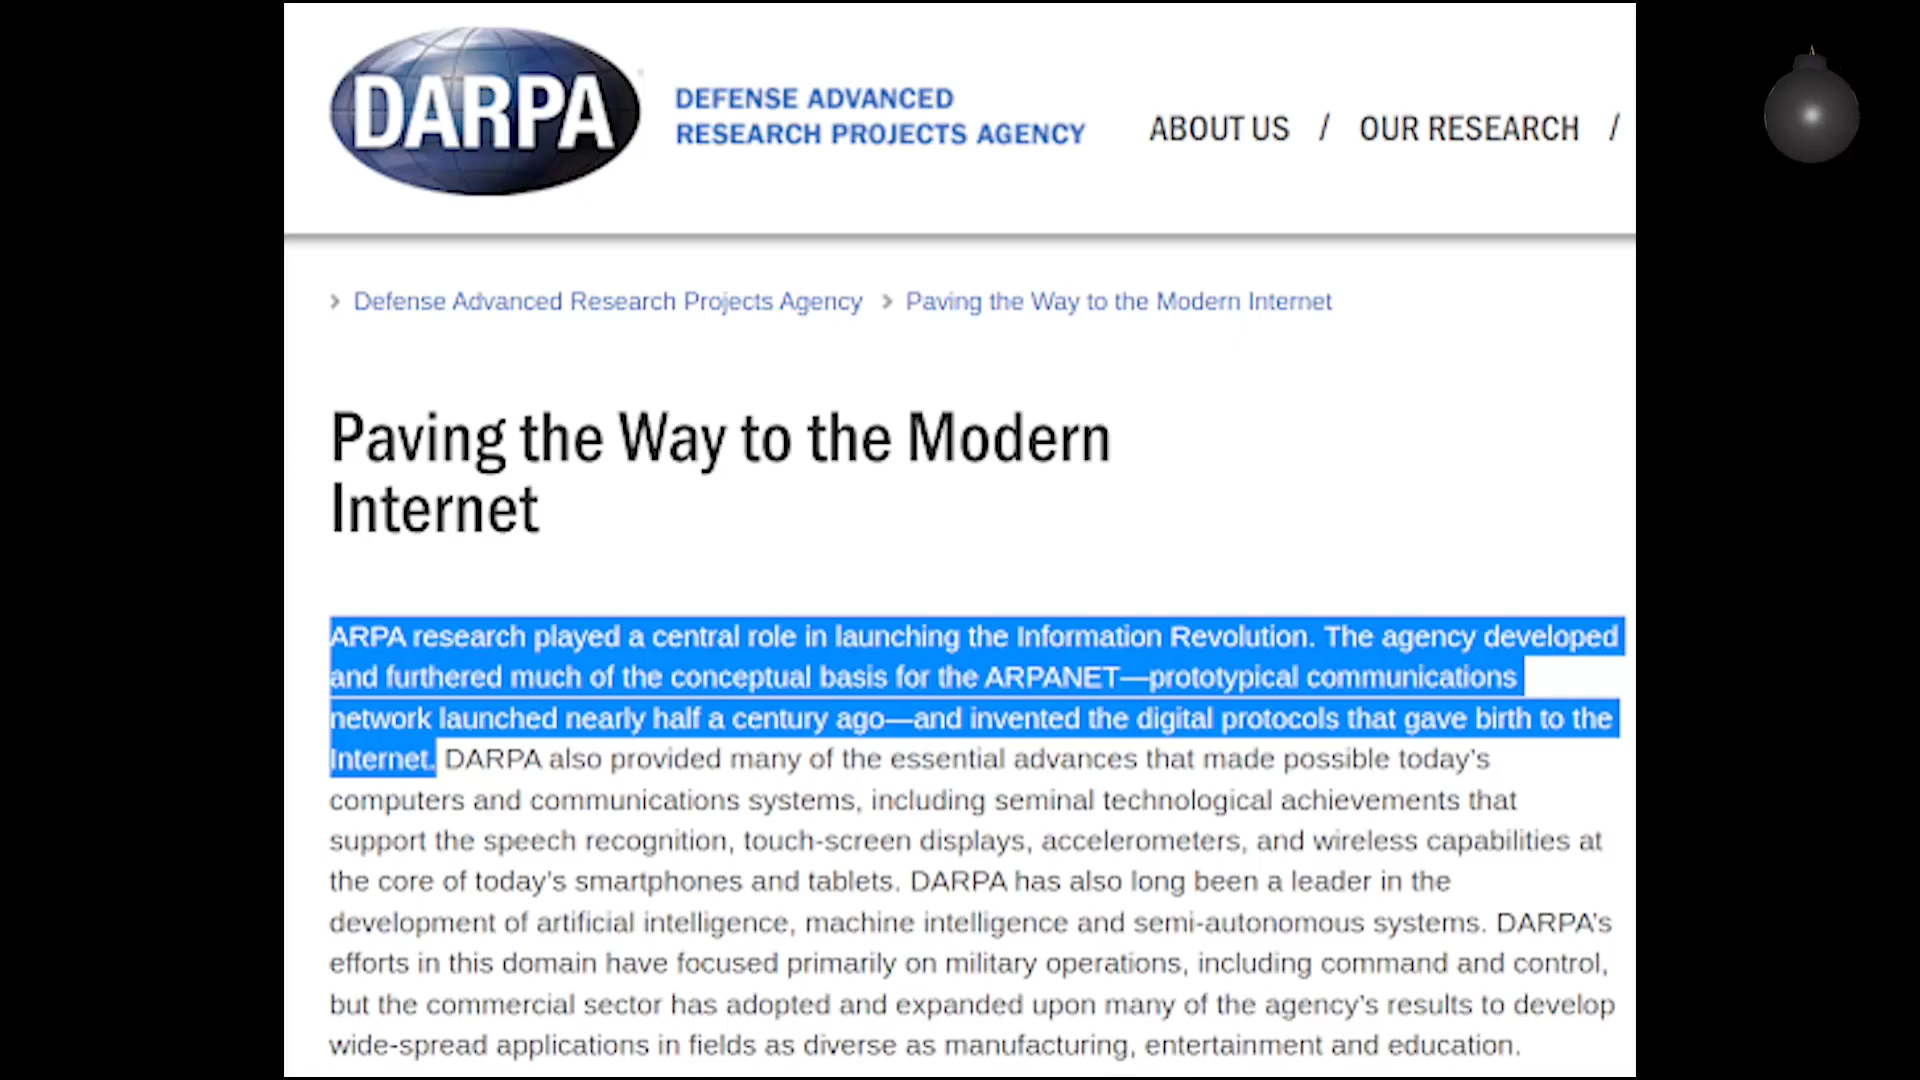 DARPA
DEFENSE ADVANCED
RESEARCH PROJECTS AGENCY
ABOUT US / OUR RESEARCH /
> Defense Advanced Research Projects Agency > Paving the Way to the Modern Internet
Paving the Way to the Modern
Internet
ARPA research played a central role in launching the Information Revolution. The agency developed
and furthered much of the conceptual basis for the ARPANET—prototypical communications
network launched nearly half a century ago—and invented the digital protocols that gave birth to the
Internet. DARPA also provided many of the essential advances that made possible today’s
computers and communications systems, including seminal technological achievements that
support the speech recognition, touch-screen displays, accelerometers, and wireless capabilities at
the core of today's smartphones and tablets. DARPA has also long been a leader in the
development of artificial intelligence, machine intelligence and semi-autonomous systems. DARPA’s
efforts in this domain have focused primarily on military operations, including command and control,
but the commercial sector has adopted and expanded upon many of the agency’s results to develop
wide-spread applications in fields as diverse as manufacturing, entertainment and education.